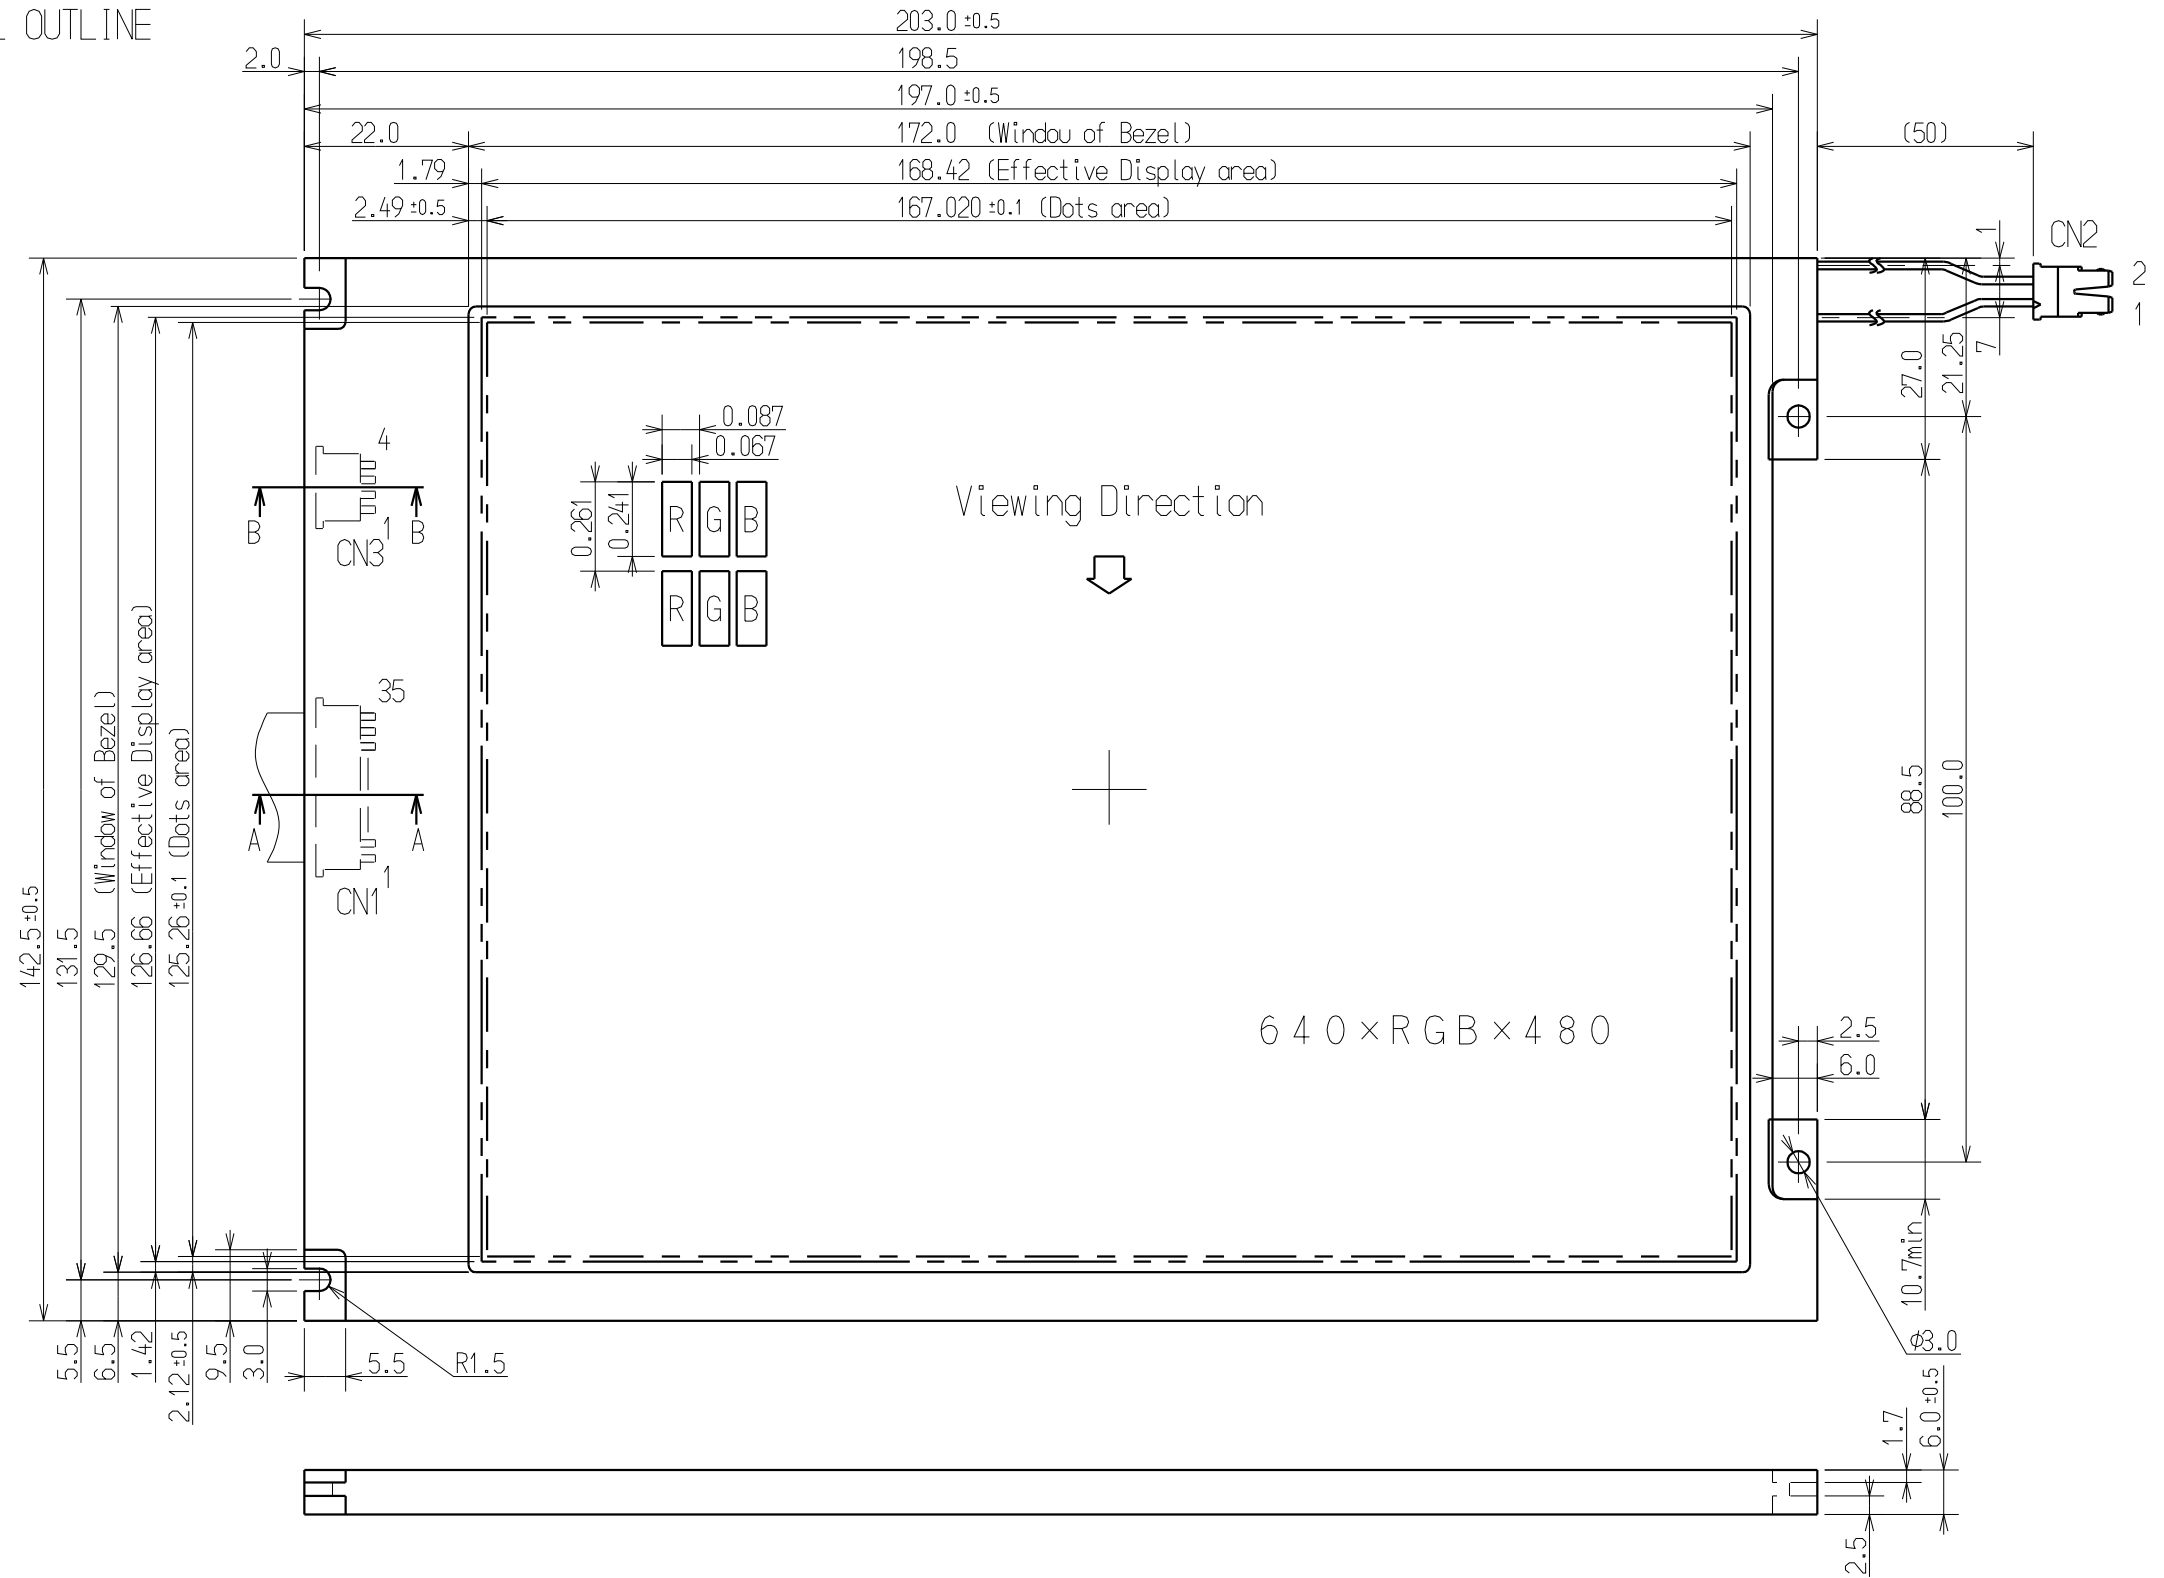 L OUTLINE
203.0 ±0.5
2.0
198.5
197.0 ±0.5
22.0
172.0 (Windou of Bezel)
(50)
1.79
168.42 (Effective Display area)
2.49 ±0.5
167.020 ±0.1 (Dots area)
CN2
1
2
1
7
27.0
21.25
4
B
B
1
CN3
0.087
0.067
0.261
0.241
R G B
R G B
Viewing Direction
35
A
A
1
CN1
142.5 ±0.5
131.5
129.5 (Window of Bezel)
126.66 (Effective Display area)
125.26 ±0.1 (Dots area)
88.5
100.0
640×RGB×480
2.5
6.0
10.7min
φ3.0
5.5
6.5
1.42
2.12 ±0.5
9.5
3.0
5.5
R1.5
1.7
6.0 ±0.5
2.5